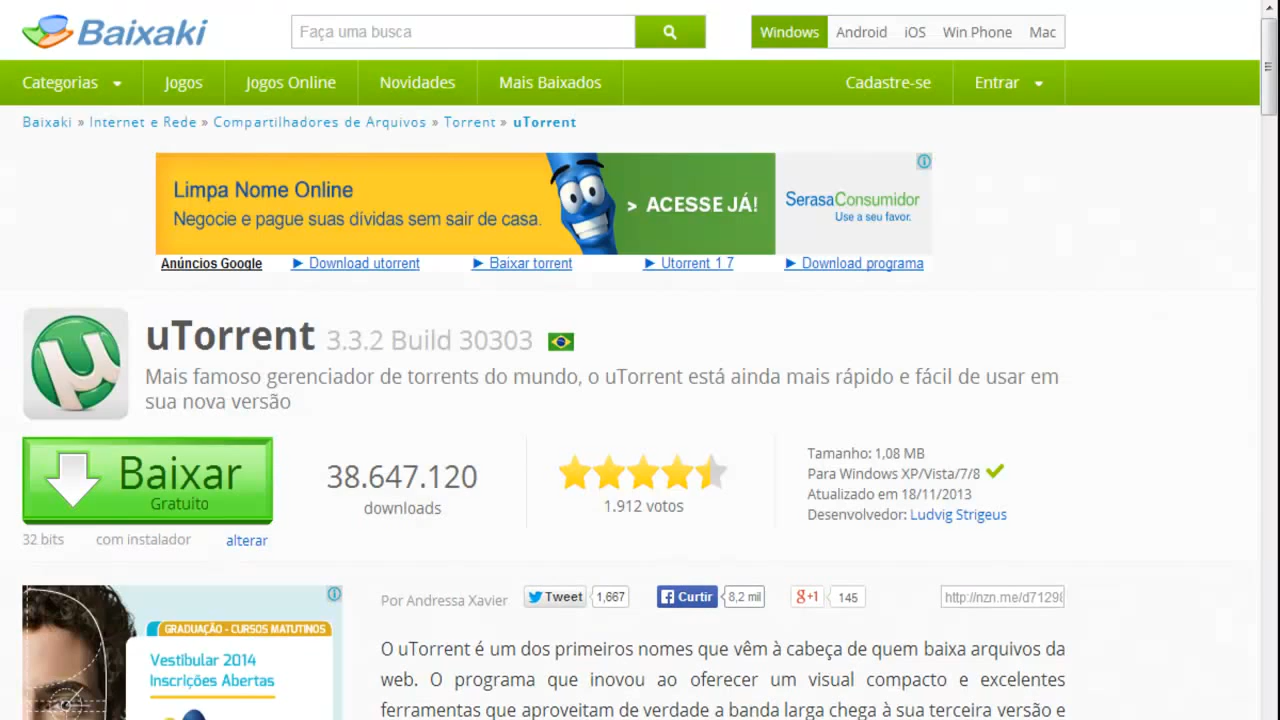 Baixaki
Faça uma busca
Windows Android iOS Win Phone Mac
Categorias Jogos Jogos Online Novidades Mais Baixados Cadastre-se Entrar
Baixaki » Internet e Rede » Compartilhadores de Arquivos » Torrent » uTorrent
Limpa Nome Online
Negocie e pague suas dívidas sem sair de casa.
> ACESSE JÁ!
SerasaConsumidor
Use a seu favor.
Anúncios Google ► Download utorrent ► Baixar torrent ► Utorrent 1 7 ► Download programa
uTorrent 3.3.2 Build 30303
Mais famoso gerenciador de torrents do mundo, o uTorrent está ainda mais rápido e fácil de usar em
sua nova versão
Baixar
Gratuito
32 bits com instalador alterar
38.647.120
downloads
1.912 votos
Tamanho: 1,08 MB
Para Windows XP/Vista/7/8
Atualizado em 18/11/2013
Desenvolvedor: Ludvig Strigeus
GRADUAÇÃO - CURSOS MATUTINOS
Vestibular 2014
Inscrições Abertas
Por Andressa Xavier Tweet 1,667 Curtir 8,2 mil g+1 145 http://nzn.me/d7129
O uTorrent é um dos primeiros nomes que vêm à cabeça de quem baixa arquivos da
web. O programa que inovou ao oferecer um visual compacto e excelentes
ferramentas que aproveitam de verdade a banda larga chega à sua terceira versão e